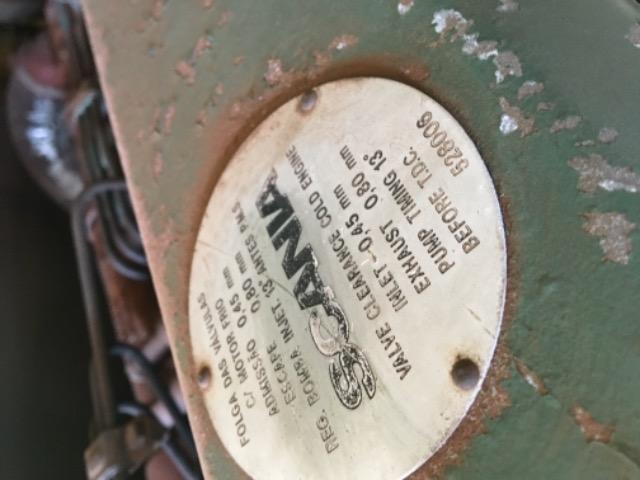 FOLGA DAS VALVULAS
C/ MOTOR FRIO
ADMISSÃO 0,45 mm
ESCAPE 0,80 mm
REG. BOMBA INJET. 13° ANTES P.M.S
SCANIA
VALVE CLEARANCE COLD ENGINE
INLET 0,45 mm
EXHAUST 0,80 mm
PUMP TIMING 13°
BEFORE T.D.C.
528006